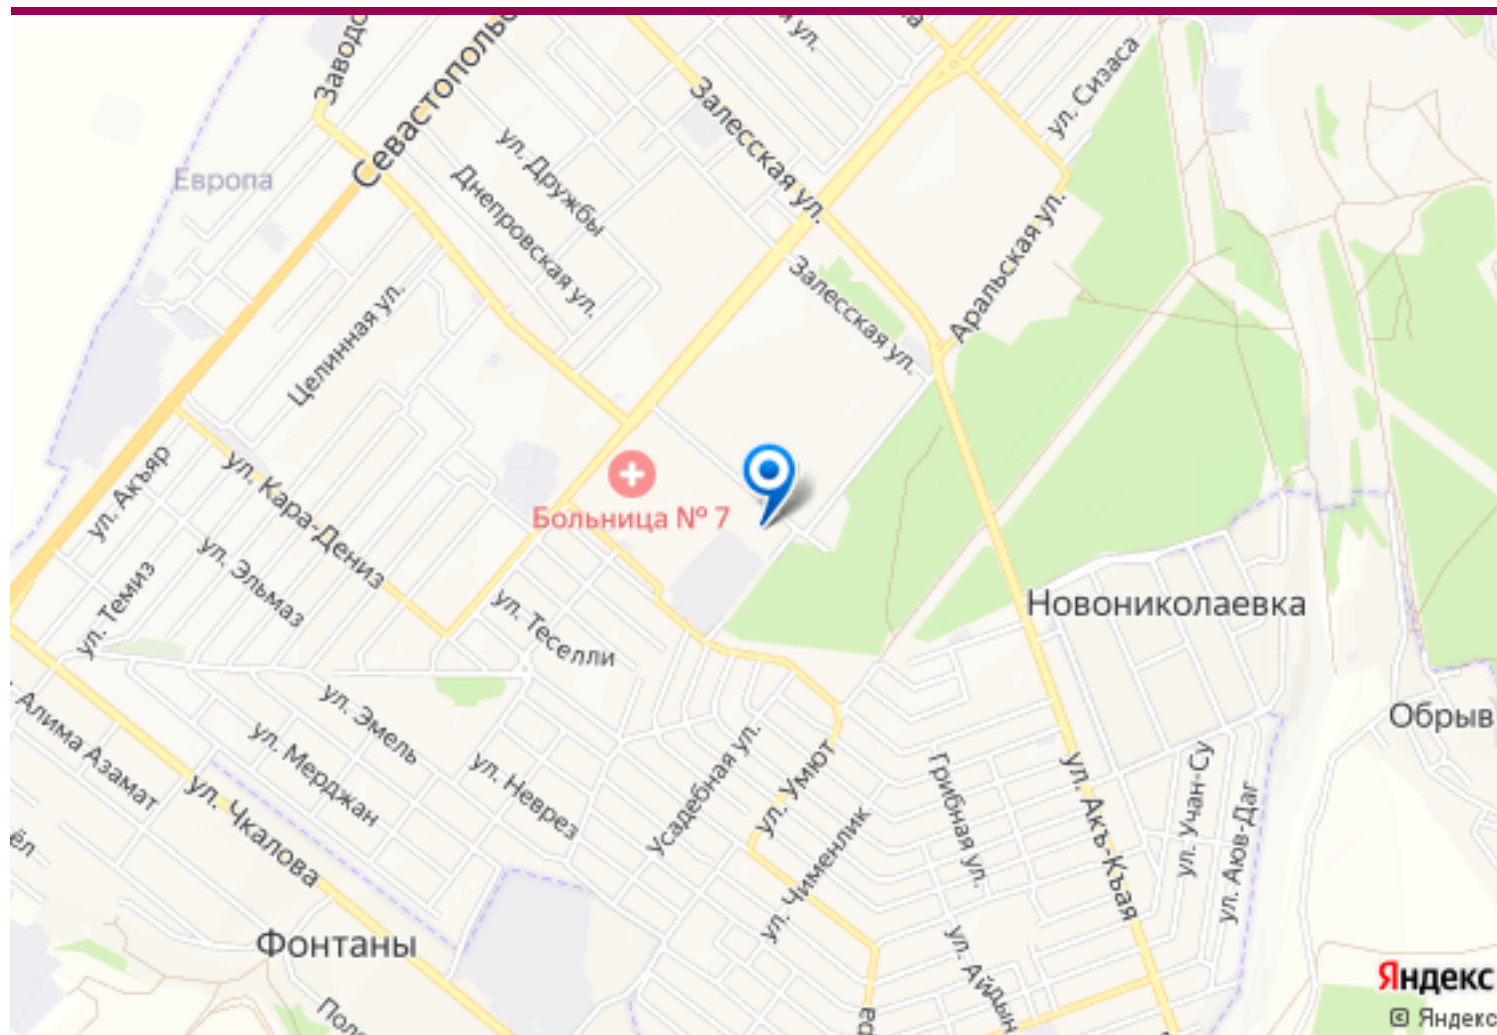 Заводс
Севастопольс
ул.
на
ул. Сизаса
Залесская ул.
ул. Дружбы
Европа
Днепровская ул.
Аральская ул.
Залесская ул.
Целинная ул.
Больница № 7
ул. Акъяр
ул. Кара-Дениз
ул. Эльмаз
ул. Темиз
ул. Теселли
Новониколаевка
Обрыв
Алима Азамат
ул. Эмель
ул. Мерджан
ул. Неврез
Усадебная ул.
ул. Умют
Грибная ул.
ул. Акъ-Къая
ул. Учан-Су
ул. Аюв-Даг
ул. Чкалова
ёл
ул. Чименлик
Фонтаны
ул. Айдын
Поле
Яндекс
© Яндекс